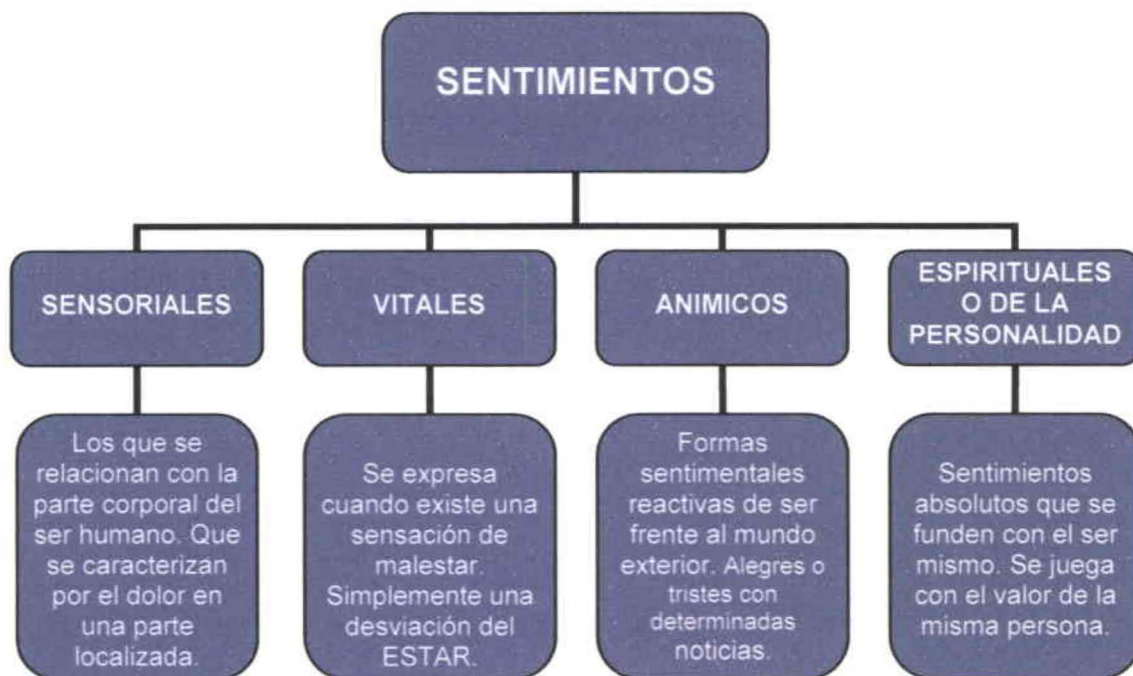 SENTIMIENTOS
SENSORIALES
VITALES
ANIMICOS
ESPIRITUALES
O DE LA
PERSONALIDAD
Los que se
relacionan con la
parte corporal del
ser humano. Que
se caracterizan
por el dolor en
una parte
localizada.
Se expresa
cuando existe una
sensación de
malestar.
Simplemente una
desviación del
ESTAR.
Formas
sentimentales
reactivas de ser
frente al mundo
exterior. Alegres o
tristes con
determinadas
noticias.
Sentimientos
absolutos que se
funden con el ser
mismo. Se juega
con el valor de la
misma persona.